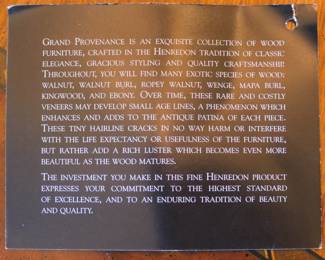 GRAND PROVENANCE IS AN EXQUISITE COLLECTION OF WOOD
FURNITURE, CRAFTED IN THE HENREDON TRADITION OF CLASSIC
ELEGANCE, GRACIOUS STYLING AND QUALITY CRAFTSMANSHIP.
THROUGHOUT, YOU WILL FIND MANY EXOTIC SPECIES OF WOOD:
WALNUT, WALNUT BURL, ROPEY WALNUT, WENGE, MAPA BURL,
KINGWOOD, AND EBONY. OVER TIME, THESE RARE AND COSTLY
VENEERS MAY DEVELOP SMALL AGE LINES, A PHENOMENON WHICH
ENHANCES AND ADDS TO THE ANTIQUE PATINA OF EACH PIECE.
THESE TINY HAIRLINE CRACKS IN NO WAY HARM OR INTERFERE
WITH THE LIFE EXPECTANCY OR USEFULNESS OF THE FURNITURE,
BUT RATHER ADD A RICH LUSTER WHICH BECOMES EVEN MORE
BEAUTIFUL AS THE WOOD MATURES.
THE INVESTMENT YOU MAKE IN THIS FINE HENREDON PRODUCT
EXPRESSES YOUR COMMITMENT TO THE HIGHEST STANDARD
OF EXCELLENCE, AND TO AN ENDURING TRADITION OF BEAUTY
AND QUALITY.